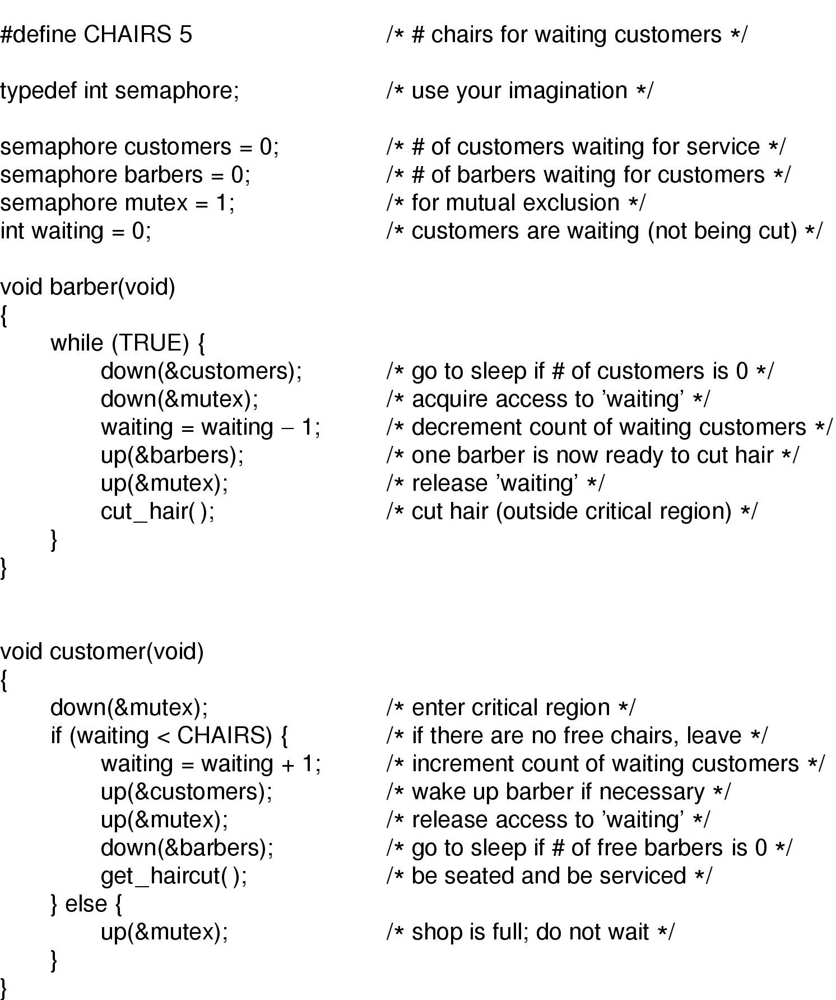 #define CHAIRS 5 /* # chairs for waiting customers */
typedef int semaphore; /* use your imagination */
semaphore customers = 0; /* # of customers waiting for service */
semaphore barbers = 0; /* # of barbers waiting for customers */
semaphore mutex = 1; /* for mutual exclusion */
int waiting = 0; /* customers are waiting (not being cut) */
void barber(void)
{
while (TRUE) {
down(&customers); /* go to sleep if # of customers is 0 */
down(&mutex); /* acquire access to ’waiting’ */
waiting = waiting − 1; /* decrement count of waiting customers */
up(&barbers); /* one barber is now ready to cut hair */
up(&mutex); /* release ’waiting’ */
cut_hair( ); /* cut hair (outside critical region) */
}
}
void customer(void)
{
down(&mutex); /* enter critical region */
if (waiting < CHAIRS) { /* if there are no free chairs, leave */
waiting = waiting + 1; /* increment count of waiting customers */
up(&customers); /* wake up barber if necessary */
up(&mutex); /* release access to ’waiting’ */
down(&barbers); /* go to sleep if # of free barbers is 0 */
get_haircut( ); /* be seated and be serviced */
} else {
up(&mutex); /* shop is full; do not wait */
}
}